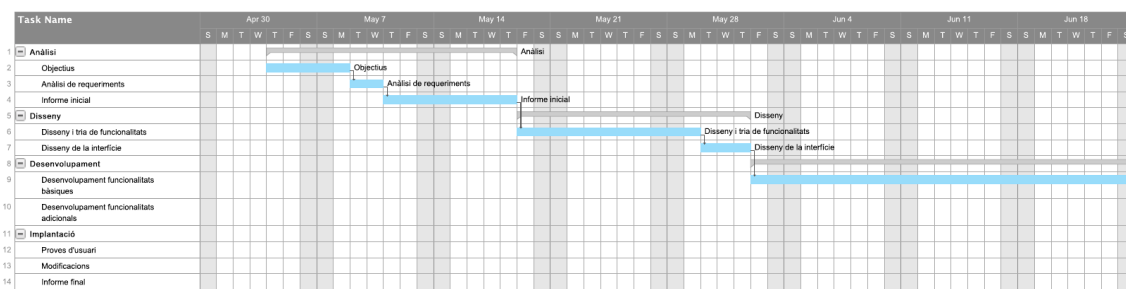 Task Name Apr 30 May 7 May 14 May 21 May 28 Jun 4 Jun 11 Jun 18
S M T W T F S S M T W T F S S M T W T F S S M T W T F S S M T W T F S S M T W T F S S M T W T F S S M T W T F S
1 Anàlisi Anàlisi
2 Objectius Objectius
3 Anàlisi de requeriments Anàlisi de requeriments
4 Informe inicial Informe inicial
5 Disseny Disseny
6 Disseny i tria de funcionalitats Disseny i tria de funcionalitats
7 Disseny de la interfície Disseny de la interfície
8 Desenvolupament
9 Desenvolupament funcionalitats
bàsiques
10 Desenvolupament funcionalitats
adicionals
11 Implantació
12 Proves d'usuari
13 Modificacions
14 Informe final